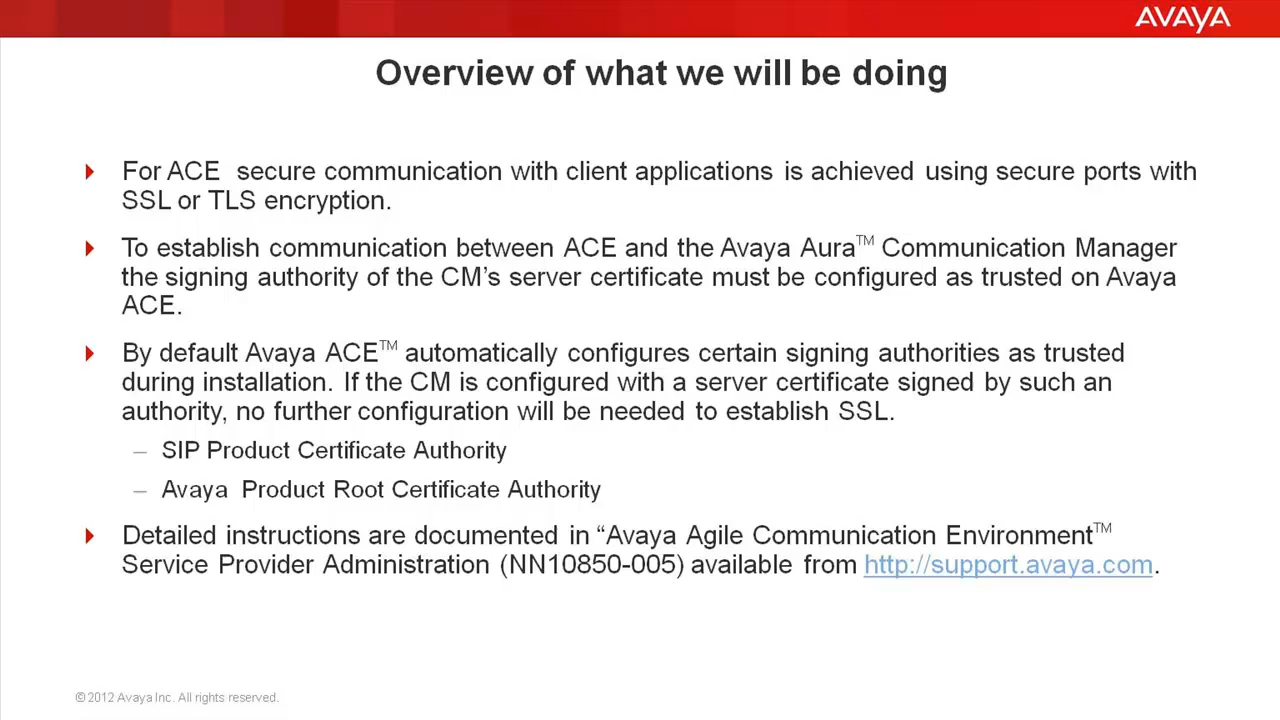 AVAYA
Overview of what we will be doing
For ACE secure communication with client applications is achieved using secure ports with
SSL or TLS encryption.
To establish communication between ACE and the Avaya Aura™ Communication Manager
the signing authority of the CM’s server certificate must be configured as trusted on Avaya
ACE.
By default Avaya ACE™ automatically configures certain signing authorities as trusted
during installation. If the CM is configured with a server certificate signed by such an
authority, no further configuration will be needed to establish SSL.
– SIP Product Certificate Authority
– Avaya Product Root Certificate Authority
Detailed instructions are documented in “Avaya Agile Communication Environment™
Service Provider Administration (NN10850-005) available from http://support.avaya.com.
© 2012 Avaya Inc. All rights reserved.